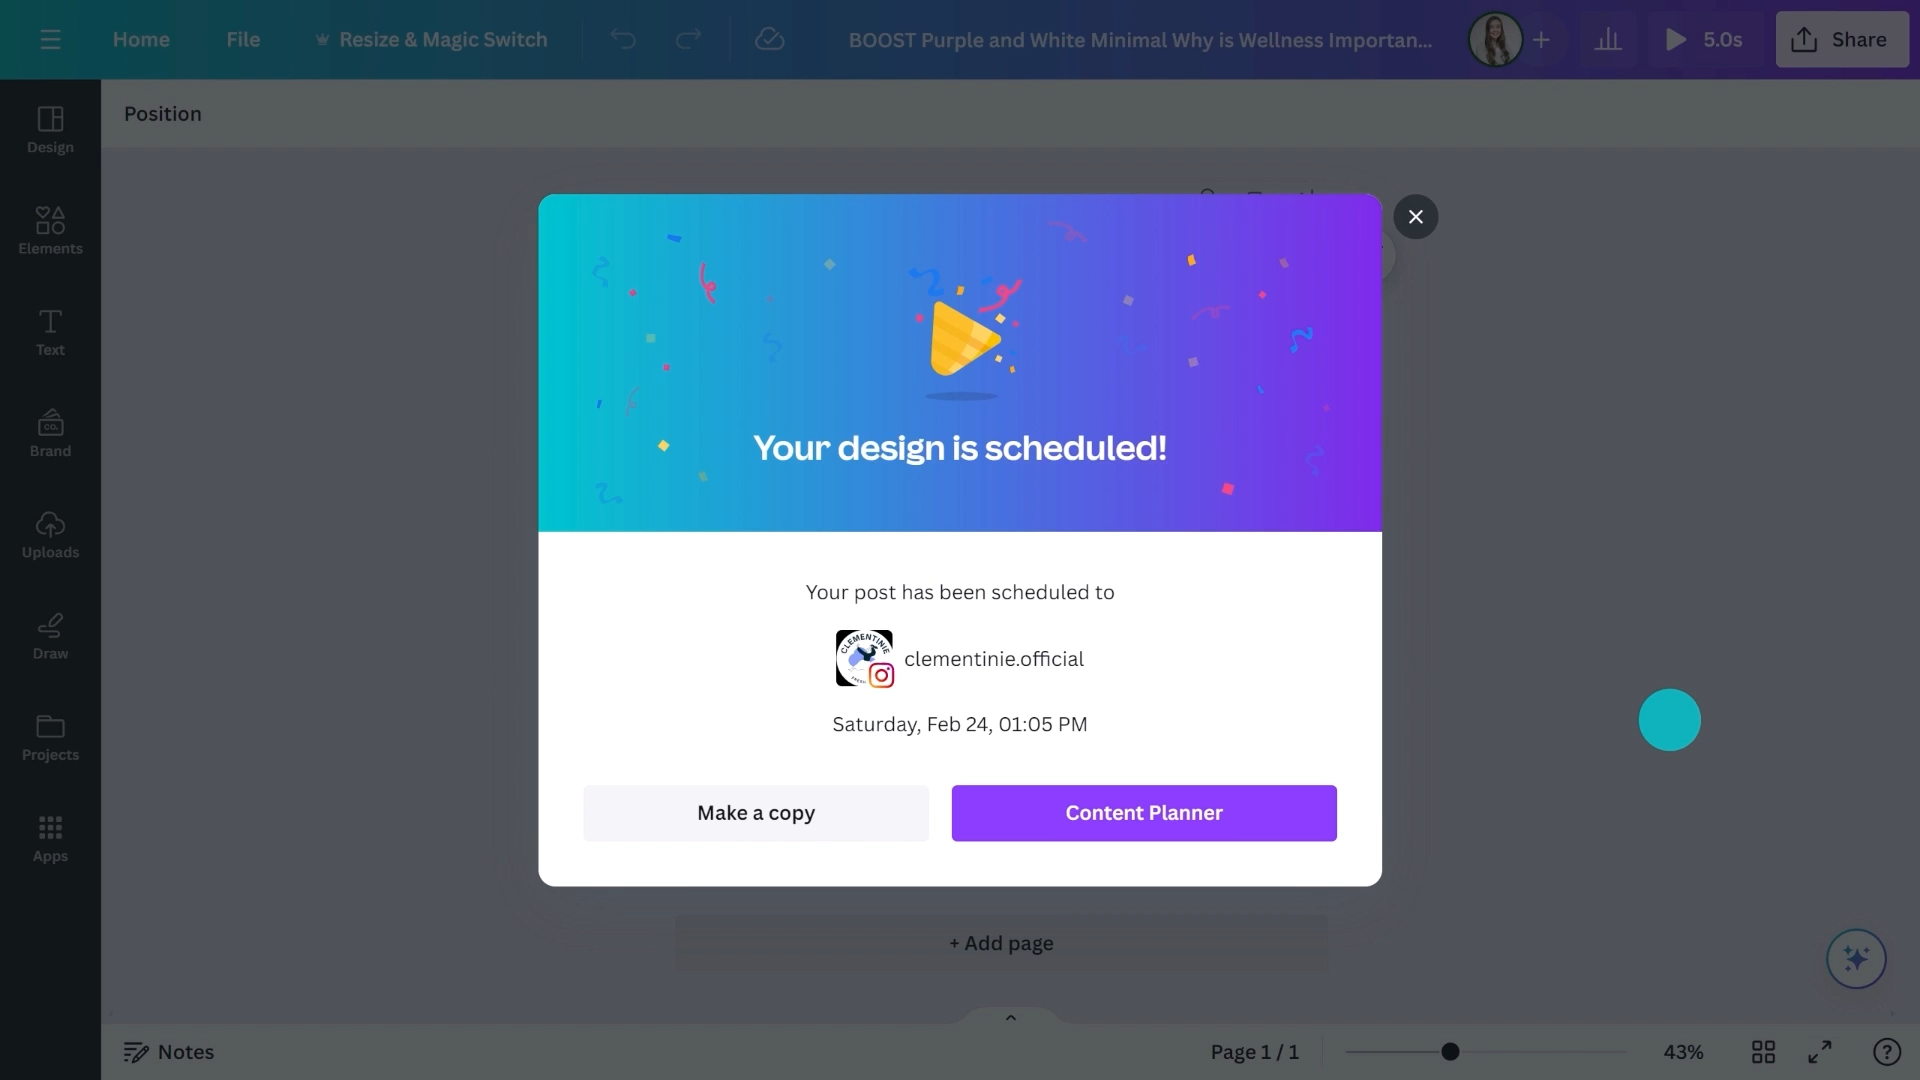 Home
File
Resize & Magic Switch
BOOST Purple and White Minimal Why is Wellness Importan...
5.0s
Share
Position
Design
Elements
Text
CO.
Brand
Uploads
Draw
Projects
Apps
Your design is scheduled!
Your post has been scheduled to
CLEMENTINIE
clementinie.official
Saturday, Feb 24, 01:05 PM
Make a copy
Content Planner
+ Add page
Notes
Page 1 / 1
43%
?